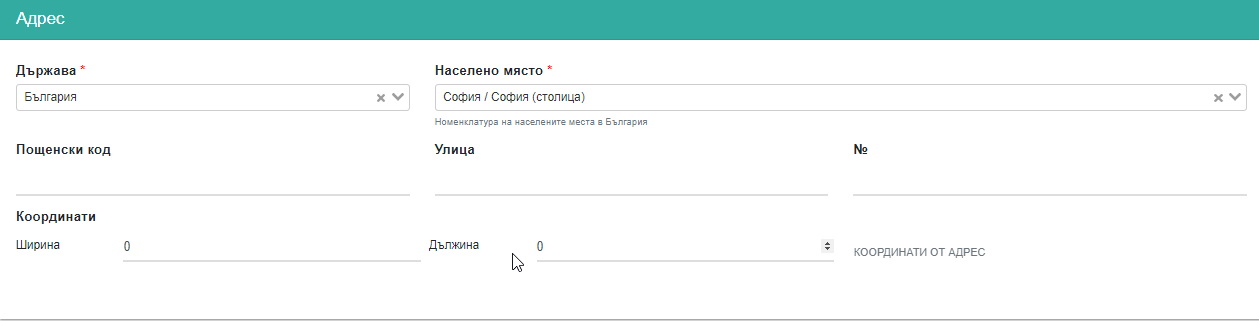 Адрес
Държава * Населено място *
България София / София (столица)
Номенклатура на населените места в България
Пощенски код Улица №
Координати
Ширина 0 Дължина 0 КООРДИНАТИ ОТ АДРЕС